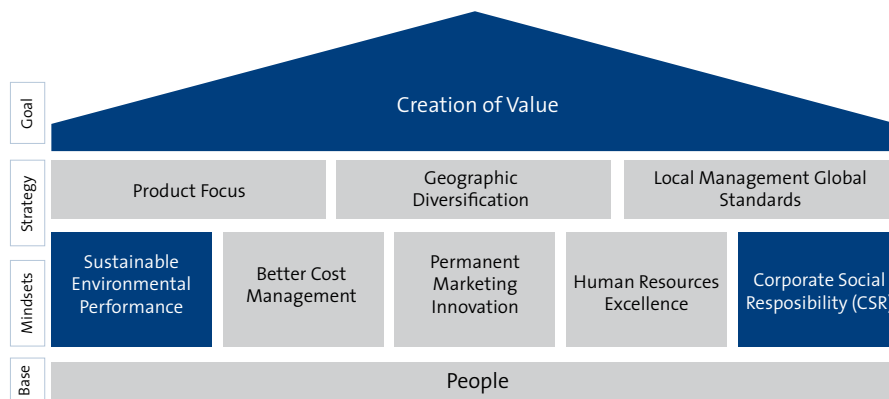 Goal
Creation of Value
Strategy
Product Focus
Geographic
Diversification
Local Management Global
Standards
Mindsets
Sustainable
Environmental
Performance
Better Cost
Management
Permanent
Marketing
Innovation
Human Resources
Excellence
Corporate Social
Resposibility (CSR)
Base
People